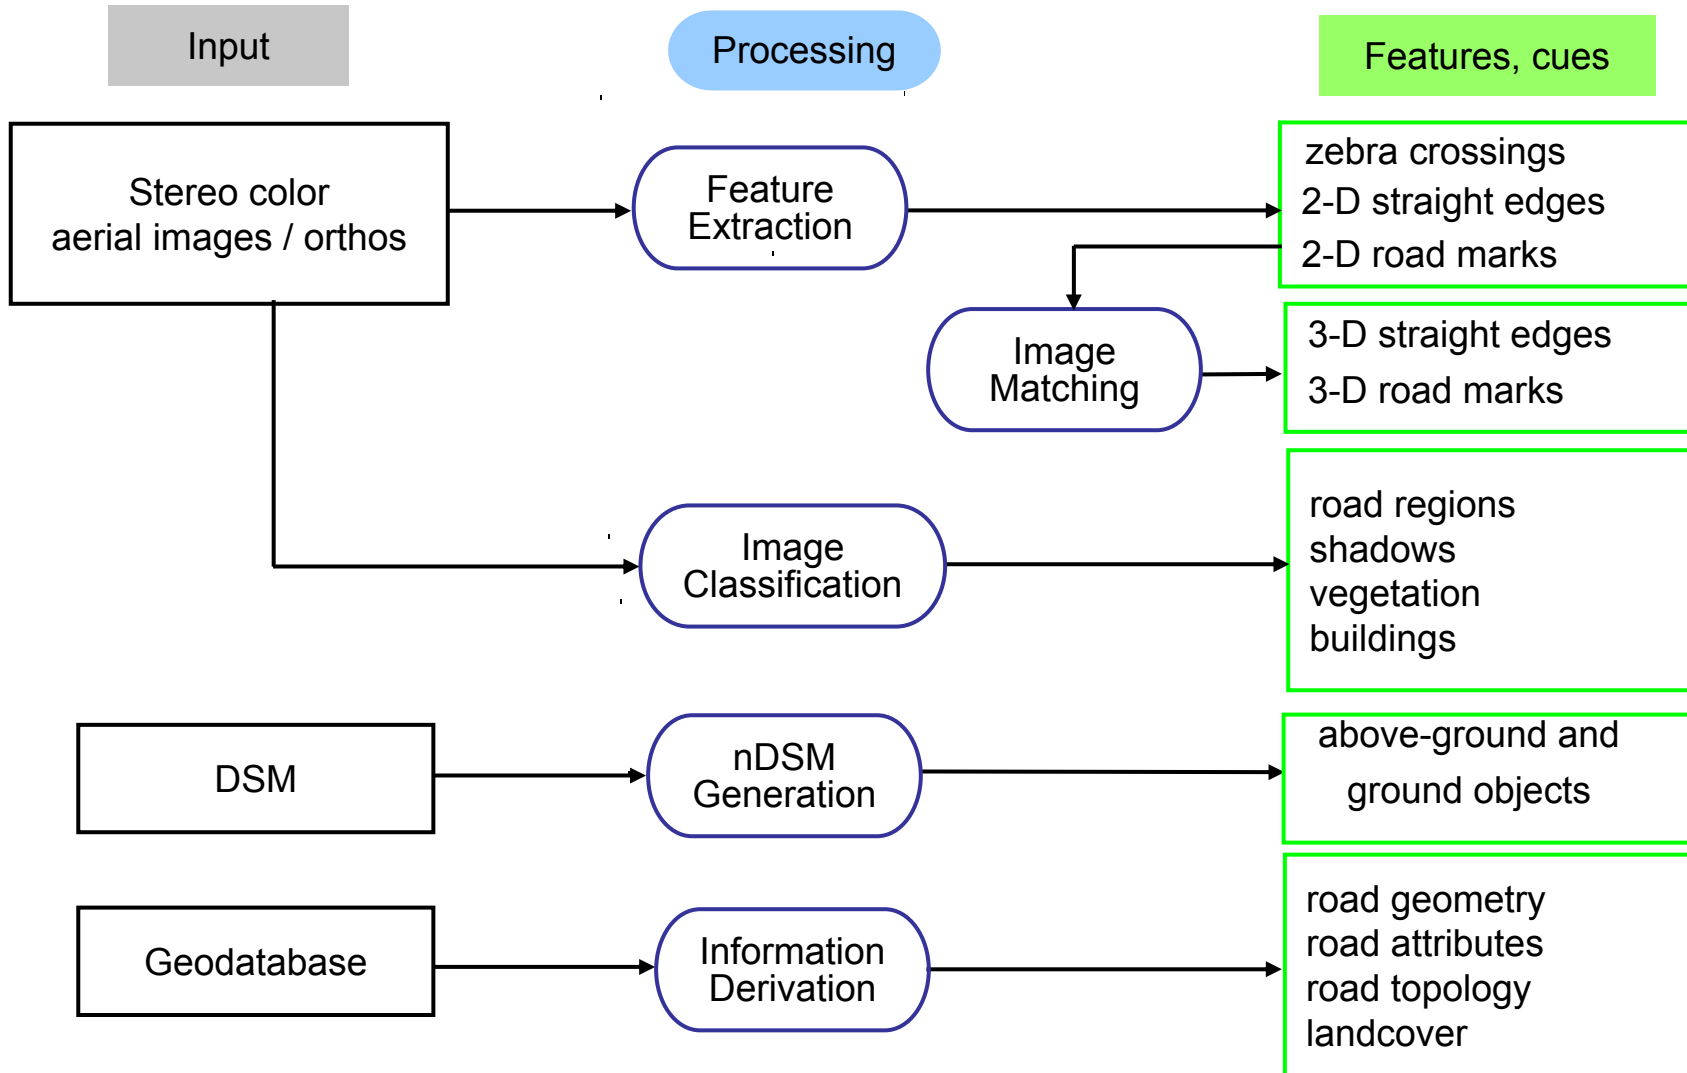 Input
Processing
Features, cues
Stereo color
aerial images / orthos
Feature
Extraction
zebra crossings
2-D straight edges
2-D road marks
Image
Matching
3-D straight edges
3-D road marks
Image
Classification
road regions
shadows
vegetation
buildings
DSM
nDSM
Generation
above-ground and
ground objects
Geodatabase
Information
Derivation
road geometry
road attributes
road topology
landcover